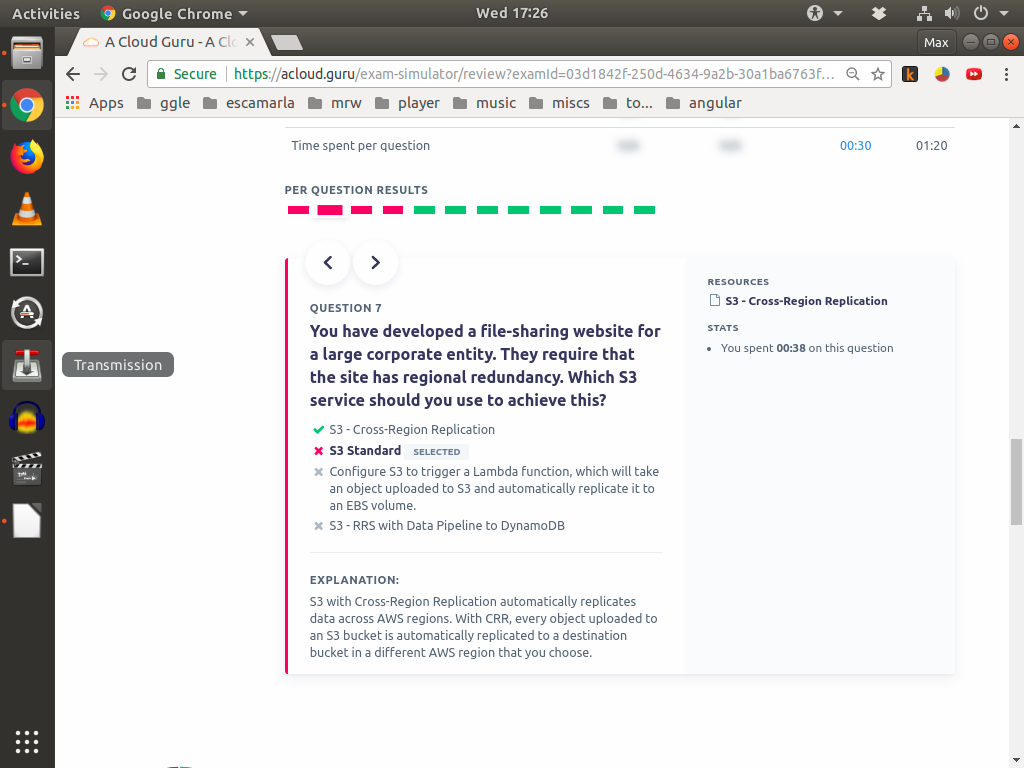 Activities
Google Chrome
Wed 17:26
A Cloud Guru - A Cl
Max
Secure
https://acloud.guru/exam-simulator/review?examId=03d1842f-250d-4634-9a2b-30a1ba6763f...
k
Apps
ggle
escamarla
mrw
player
music
miscs
to...
angular
Time spent per question
00:30
01:20
PER QUESTION RESULTS
QUESTION 7
You have developed a file-sharing website for
a large corporate entity. They require that
the site has regional redundancy. Which S3
service should you use to achieve this?
S3 - Cross-Region Replication
S3 Standard SELECTED
Configure S3 to trigger a Lambda function, which will take
an object uploaded to S3 and automatically replicate it to
an EBS volume.
S3 - RRS with Data Pipeline to DynamoDB
EXPLANATION:
S3 with Cross-Region Replication automatically replicates
data across AWS regions. With CRR, every object uploaded to
an S3 bucket is automatically replicated to a destination
bucket in a different AWS region that you choose.
RESOURCES
S3 - Cross-Region Replication
STATS
You spent 00:38 on this question
Transmission